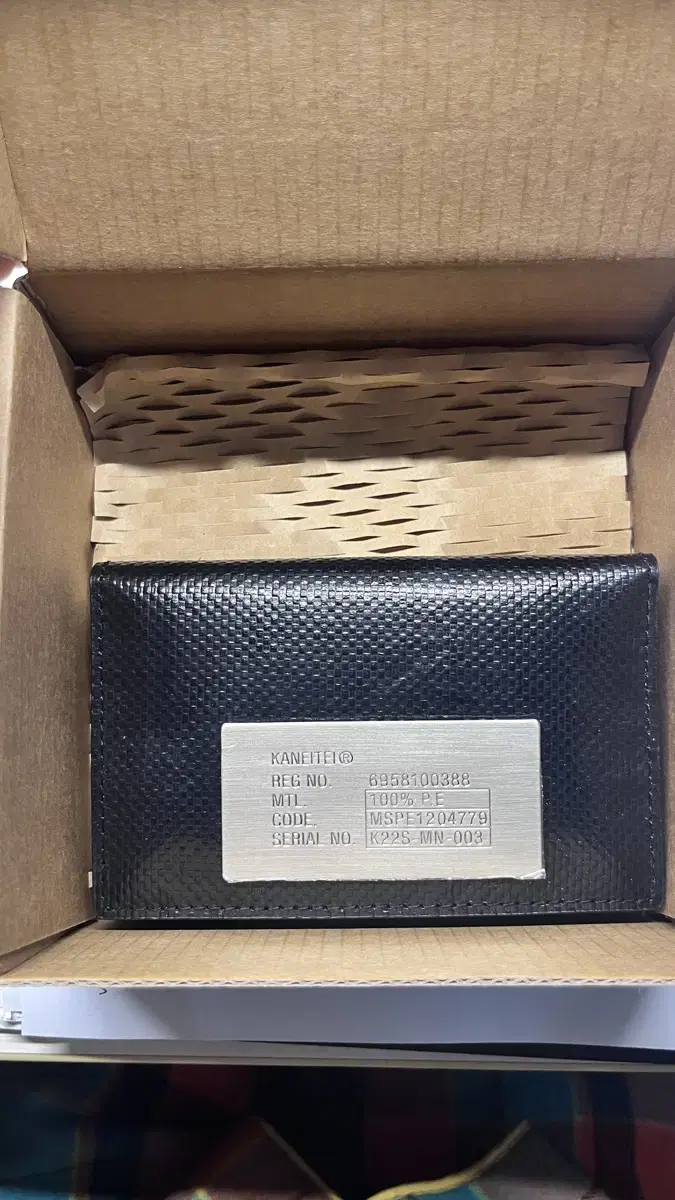 KANEITEI®
REG NO. 6958100388
MTL. 100% P.E
CODE. MSPE1204779
SERIAL NO. K22S-MN-003